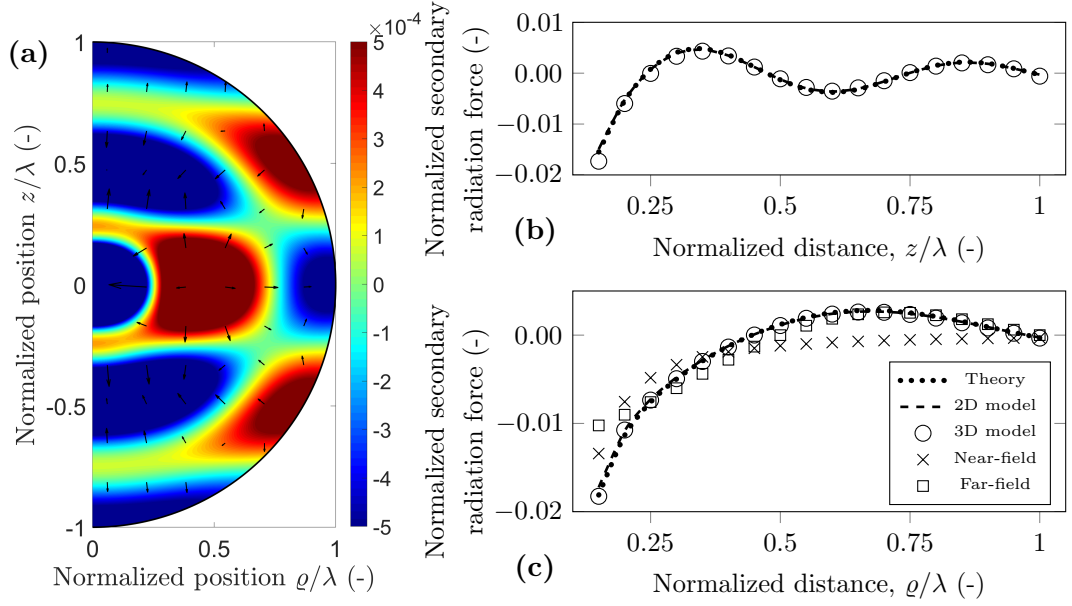 (a)
×10⁻⁴
Normalized position z/λ (-)
1
0.5
0
-0.5
-1
0
0.5
1
Normalized position ϱ/λ (-)
5
4
3
2
1
0
-1
-2
-3
-4
-5
Normalized secondary
radiation force (-)
0.01
0.00
−0.01
−0.02
0.25
0.5
0.75
1
(b)
Normalized distance, z/λ (-)
Normalized secondary
radiation force (-)
0.00
−0.01
−0.02
0.25
0.5
0.75
1
Theory
2D model
3D model
Near-field
Far-field
(c)
Normalized distance, ϱ/λ (-)